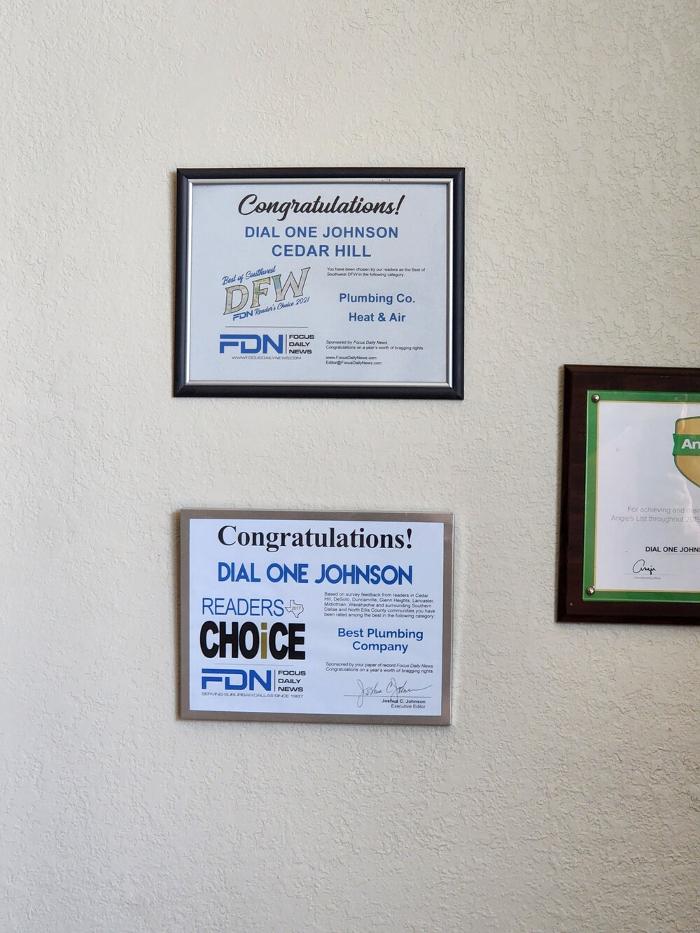 Congratulations!
DIAL ONE JOHNSON
CEDAR HILL
Best of Southwest
DFW
FDN Reader's Choice 2021
You have been chosen by our readers as the Best of
Southwest DFW in the following category.
Plumbing Co.
Heat & Air
FDN FOCUS
DAILY
NEWS
WWW.FOCUSDAILYNEWS.COM
Sponsored by Focus Daily News
Congratulations on a year's worth of bragging rights
www.FocusDailyNews.com
Editor@FocusDailyNews.com
Congratulations!
DIAL ONE JOHNSON
READERS 2017
CHOiCE
Based on survey feedback from readers in Cedar
Hill, DeSoto, Duncanville, Glenn Heights, Lancaster,
Midlothian, Waxahachie and surrounding Southern
Dallas and North Ellis County communities you have
been rated among the best in the following category.
Best Plumbing
Company
FDN FOCUS
DAILY
NEWS
SERVING SUBURBAN DALLAS SINCE 1987
Sponsored by your paper of record Focus Daily News
Congratulations on a year's worth of bragging rights.
Joshua C. Johnson
Executive Editor
An
For achieving and
Angie's List throughout
DIAL ONE JOHN
Angie